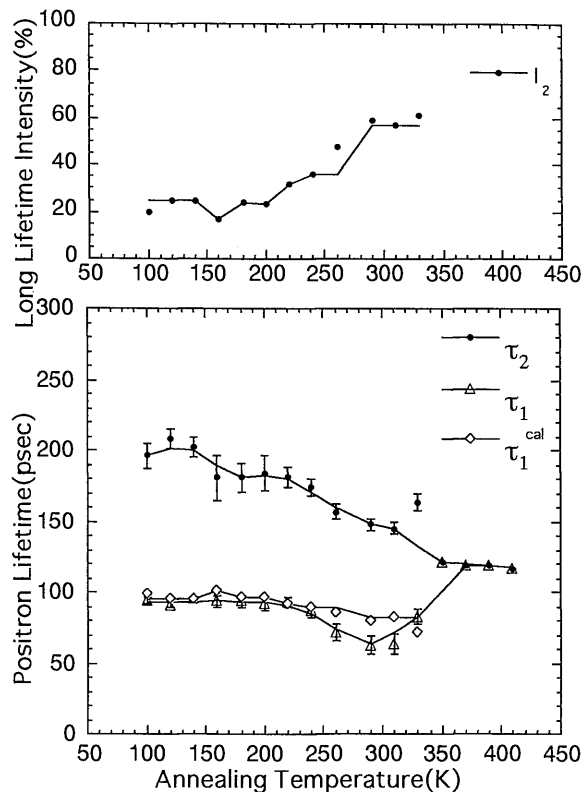 Long Lifetime Intensity(%)
100
80
60
40
20
0
I2
50 100 150 200 250 300 350 400 450
Positron Lifetime(psec)
300
250
200
150
100
50
0
τ2
τ1
τ1cal
50 100 150 200 250 300 350 400 450
Annealing Temperature(K)